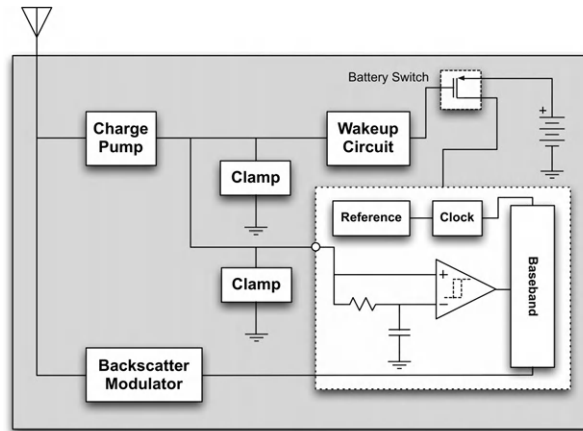 Battery Switch
Charge
Pump
Wakeup
Circuit
+
Clamp
Reference
Clock
Clamp
+
−
Baseband
Backscatter
Modulator